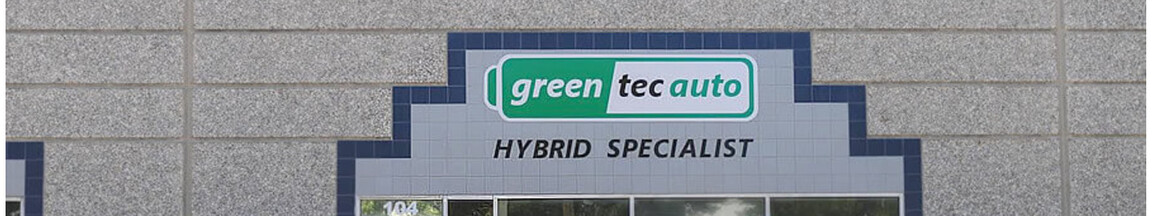 green tec auto
HYBRID SPECIALIST
104